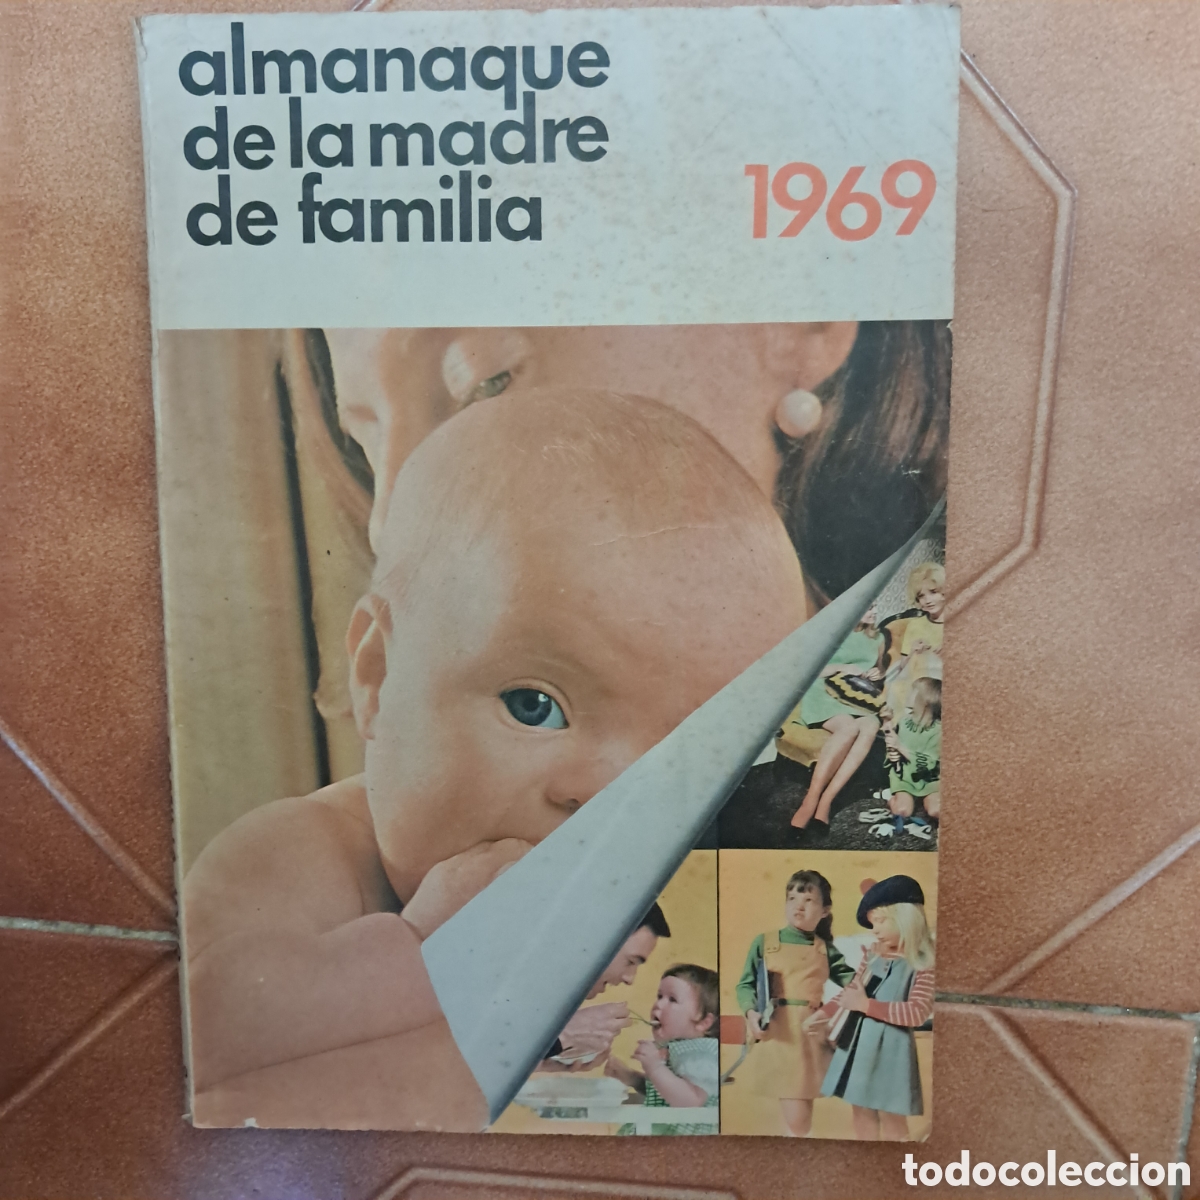 almanaque
de la madre
de familia
1969
todocoleccion